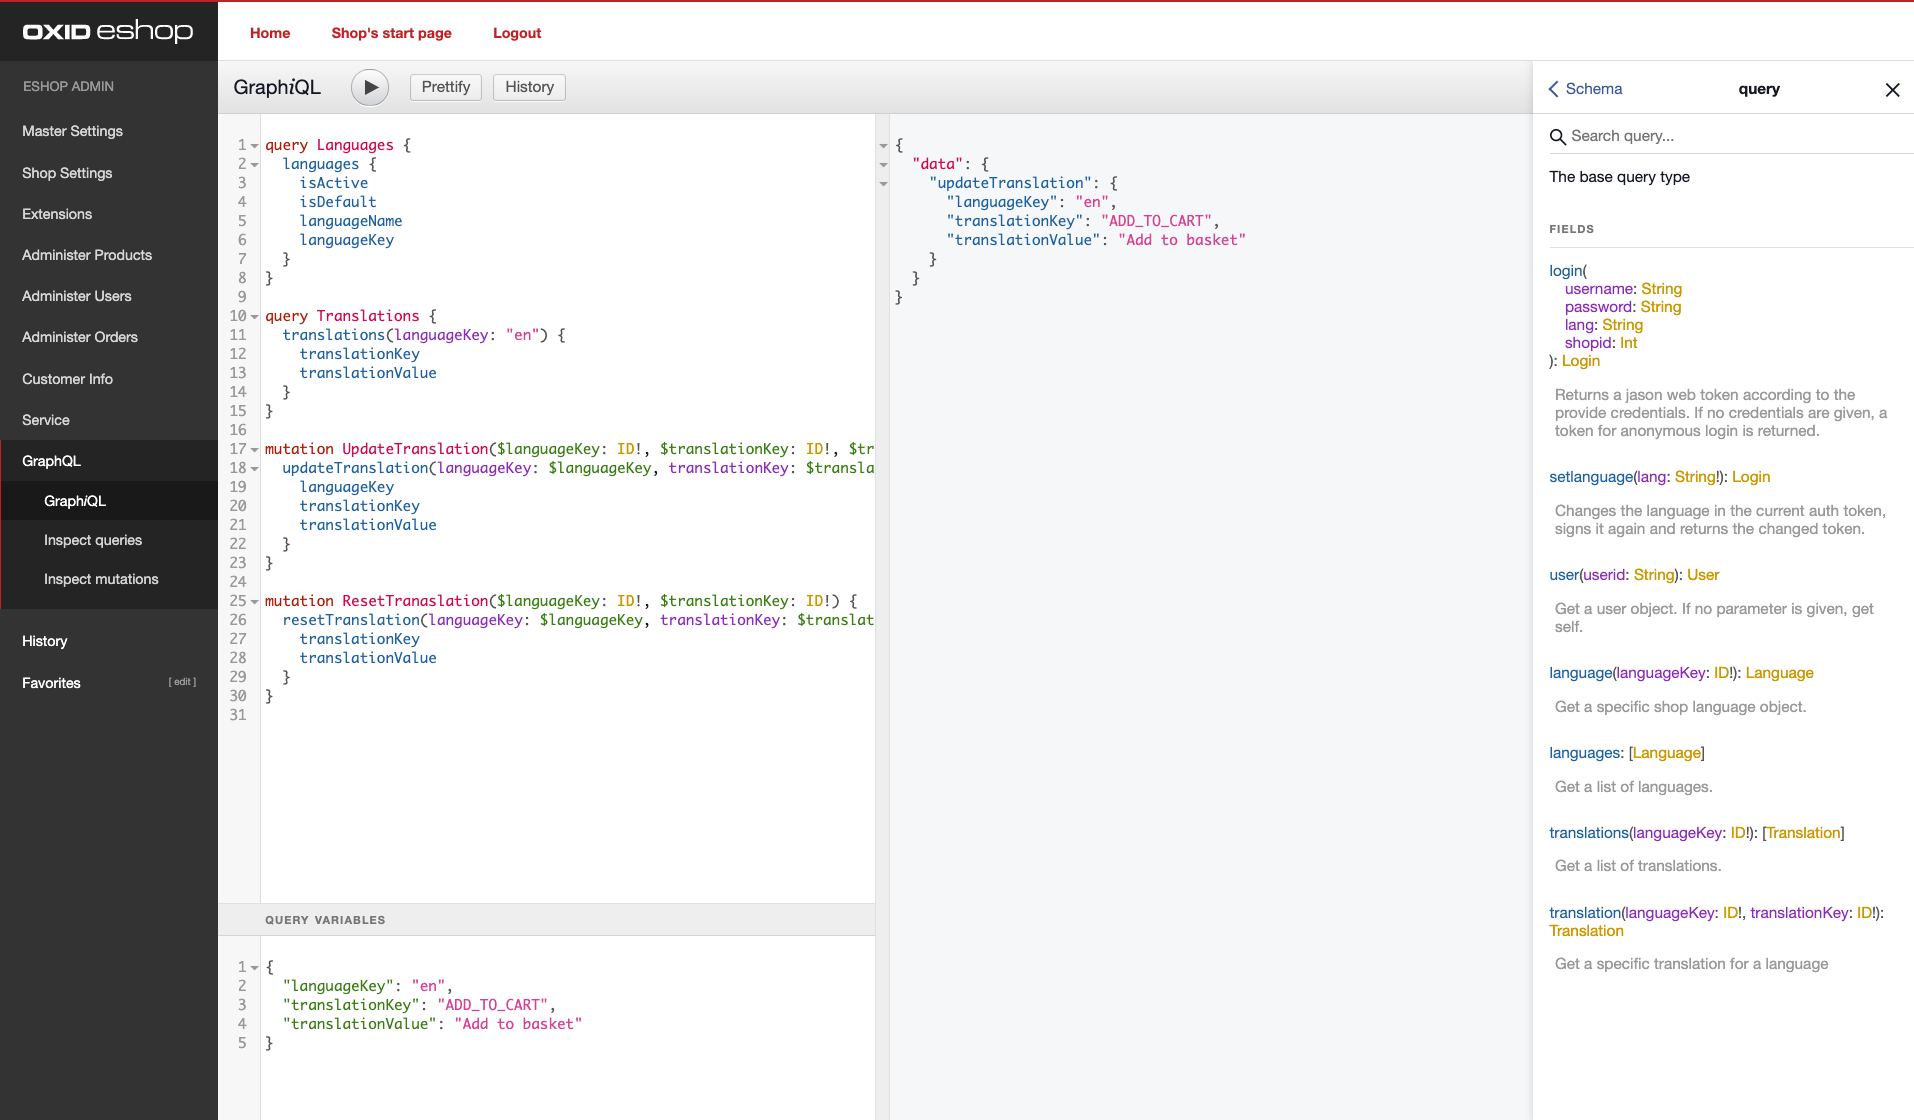 OXID eshop
Home
Shop's start page
Logout
ESHOP ADMIN
Master Settings
Shop Settings
Extensions
Administer Products
Administer Users
Administer Orders
Customer Info
Service
GraphQL
GraphiQL
Inspect queries
Inspect mutations
History
Favorites
[ edit ]
GraphiQL
Prettify
History
1 query Languages {
2 languages {
3 isActive
4 isDefault
5 languageName
6 languageKey
7 }
8 }
9
10 query Translations {
11 translations(languageKey: "en") {
12 translationKey
13 translationValue
14 }
15 }
16
17 mutation UpdateTranslation($languageKey: ID!, $translationKey: ID!, $tr
18 updateTranslation(languageKey: $languageKey, translationKey: $transla
19 languageKey
20 translationKey
21 translationValue
22 }
23 }
24
25 mutation ResetTranaslation($languageKey: ID!, $translationKey: ID!) {
26 resetTranslation(languageKey: $languageKey, translationKey: $translat
27 translationKey
28 translationValue
29 }
30 }
31
QUERY VARIABLES
1 {
2 "languageKey": "en",
3 "translationKey": "ADD_TO_CART",
4 "translationValue": "Add to basket"
5 }
{
"data": {
"updateTranslation": {
"languageKey": "en",
"translationKey": "ADD_TO_CART",
"translationValue": "Add to basket"
}
}
}
Schema
query
Search query...
The base query type
FIELDS
login(
username: String
password: String
lang: String
shopid: Int
): Login
Returns a jason web token according to the
provide credentials. If no credentials are given, a
token for anonymous login is returned.
setlanguage(lang: String!): Login
Changes the language in the current auth token,
signs it again and returns the changed token.
user(userid: String): User
Get a user object. If no parameter is given, get
self.
language(languageKey: ID!): Language
Get a specific shop language object.
languages: [Language]
Get a list of languages.
translations(languageKey: ID!): [Translation]
Get a list of translations.
translation(languageKey: ID!, translationKey: ID!):
Translation
Get a specific translation for a language